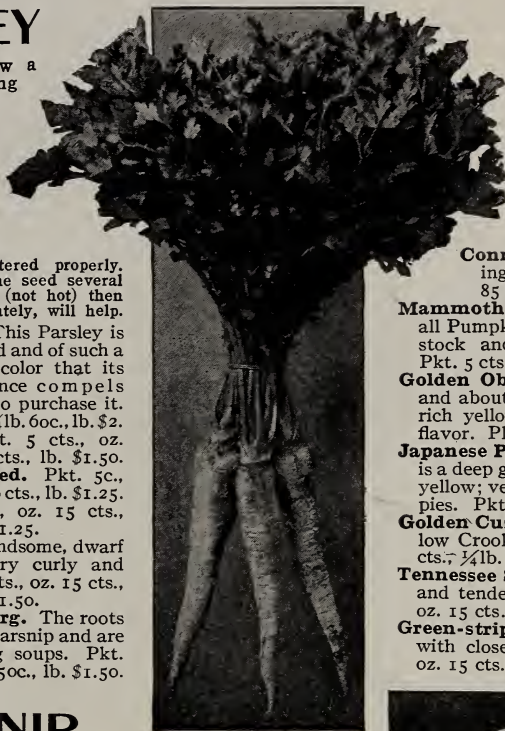 EY
w a
ng
tered properly.
ne seed several
(not hot) then
ately, will help.
This Parsley is
d and of such a
color that its
nce compels
o purchase it.
lb. 60c., lb. $2.
t. 5 cts., oz.
cts., lb. $1.50.
ed. Pkt. 5c.,
cts., lb. $1.25.
, oz. 15 cts.,
1.25.
ndsome, dwarf
ry curly and
ts., oz. 15 cts.,
1.50.
rg. The roots
arsnip and are
g soups. Pkt.
50c., lb. $1.50.
NIP
Conn
ing
85
Mammoth
all Pumpk
stock and
Pkt. 5 cts
Golden Ob
and about
rich yello
flavor. Pl
Japanese P
is a deep g
yellow; ve
pies. Pkt
Golden Cus
low Crook
cts., ¼lb.
Tennessee S
and tende
oz. 15 cts.
Green-strip
with close
oz. 15 cts.